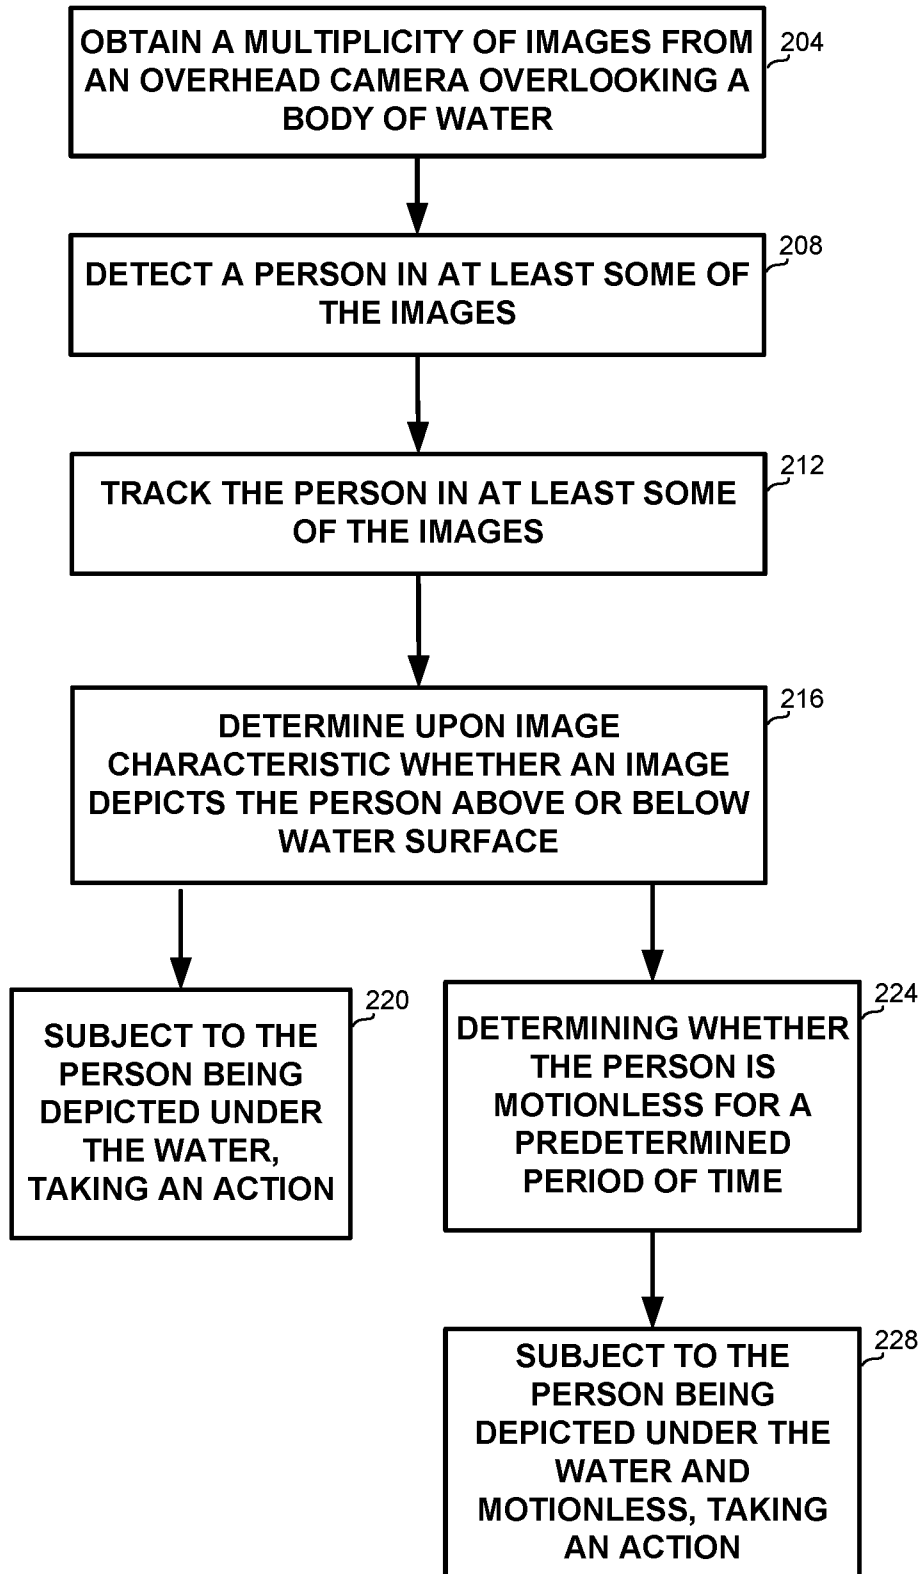 OBTAIN A MULTIPLICITY OF IMAGES FROM
AN OVERHEAD CAMERA OVERLOOKING A
BODY OF WATER
204
DETECT A PERSON IN AT LEAST SOME OF
THE IMAGES
208
TRACK THE PERSON IN AT LEAST SOME
OF THE IMAGES
212
DETERMINE UPON IMAGE
CHARACTERISTIC WHETHER AN IMAGE
DEPICTS THE PERSON ABOVE OR BELOW
WATER SURFACE
216
SUBJECT TO THE
PERSON BEING
DEPICTED UNDER
THE WATER,
TAKING AN ACTION
220
DETERMINING WHETHER
THE PERSON IS
MOTIONLESS FOR A
PREDETERMINED
PERIOD OF TIME
224
SUBJECT TO THE
PERSON BEING
DEPICTED UNDER THE
WATER AND
MOTIONLESS, TAKING
AN ACTION
228